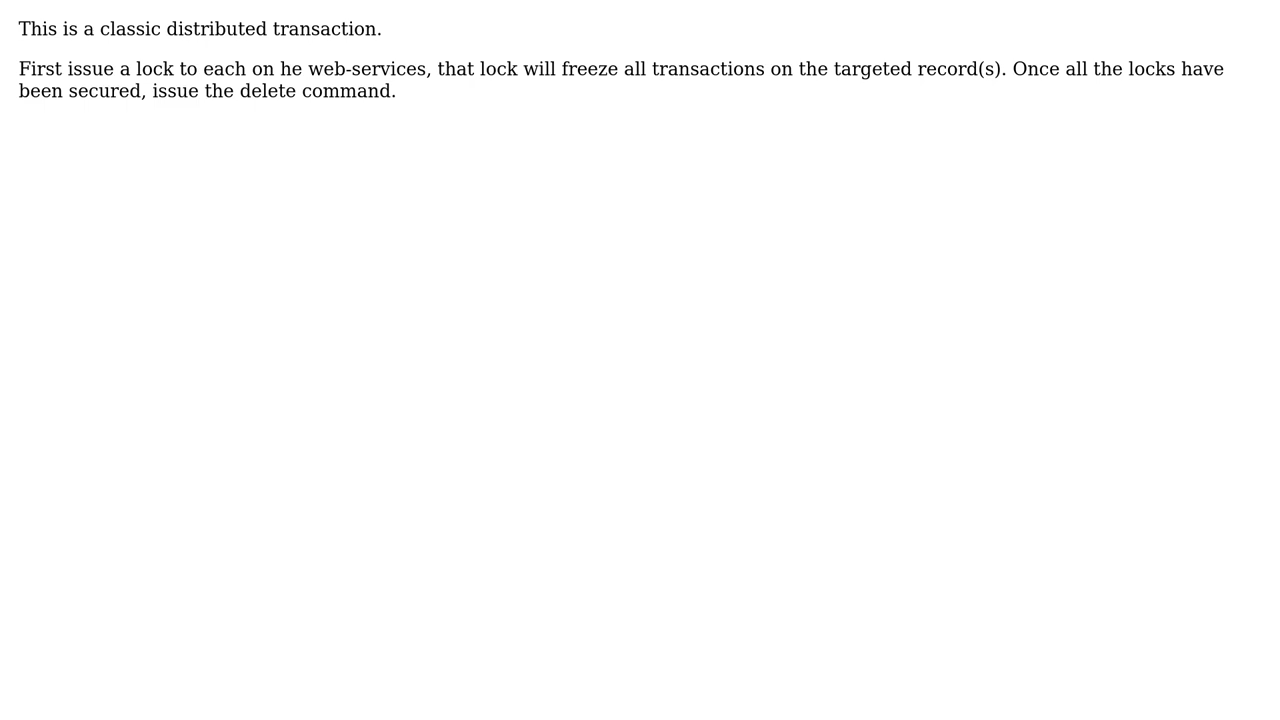 This is a classic distributed transaction.
First issue a lock to each on he web-services, that lock will freeze all transactions on the targeted record(s). Once all the locks have
been secured, issue the delete command.